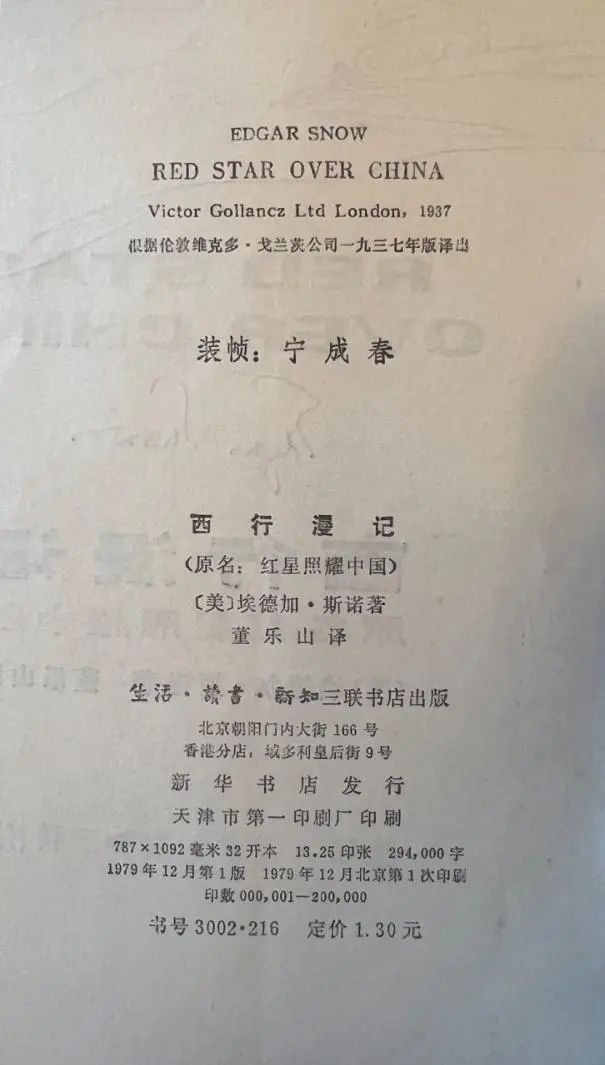 EDGAR SNOW
RED STAR OVER CHINA
Victor Gollancz Ltd London, 1937
根据伦敦维克多·戈兰茨公司一九三七年版译出
装帧：宁成春
西行漫记
（原名：红星照耀中国）
〔美〕埃德加·斯诺著
董乐山译
生活·讀書·新知三联书店出版
北京朝阳门内大街166号
香港分店：域多利皇后街9号
新华书店发行
天津市第一印刷厂印刷
787×1092毫米32开本 13.25印张 294,000字
1979年12月第1版 1979年12月北京第1次印刷
印数000,001—200,000
书号3002·216 定价1.30元